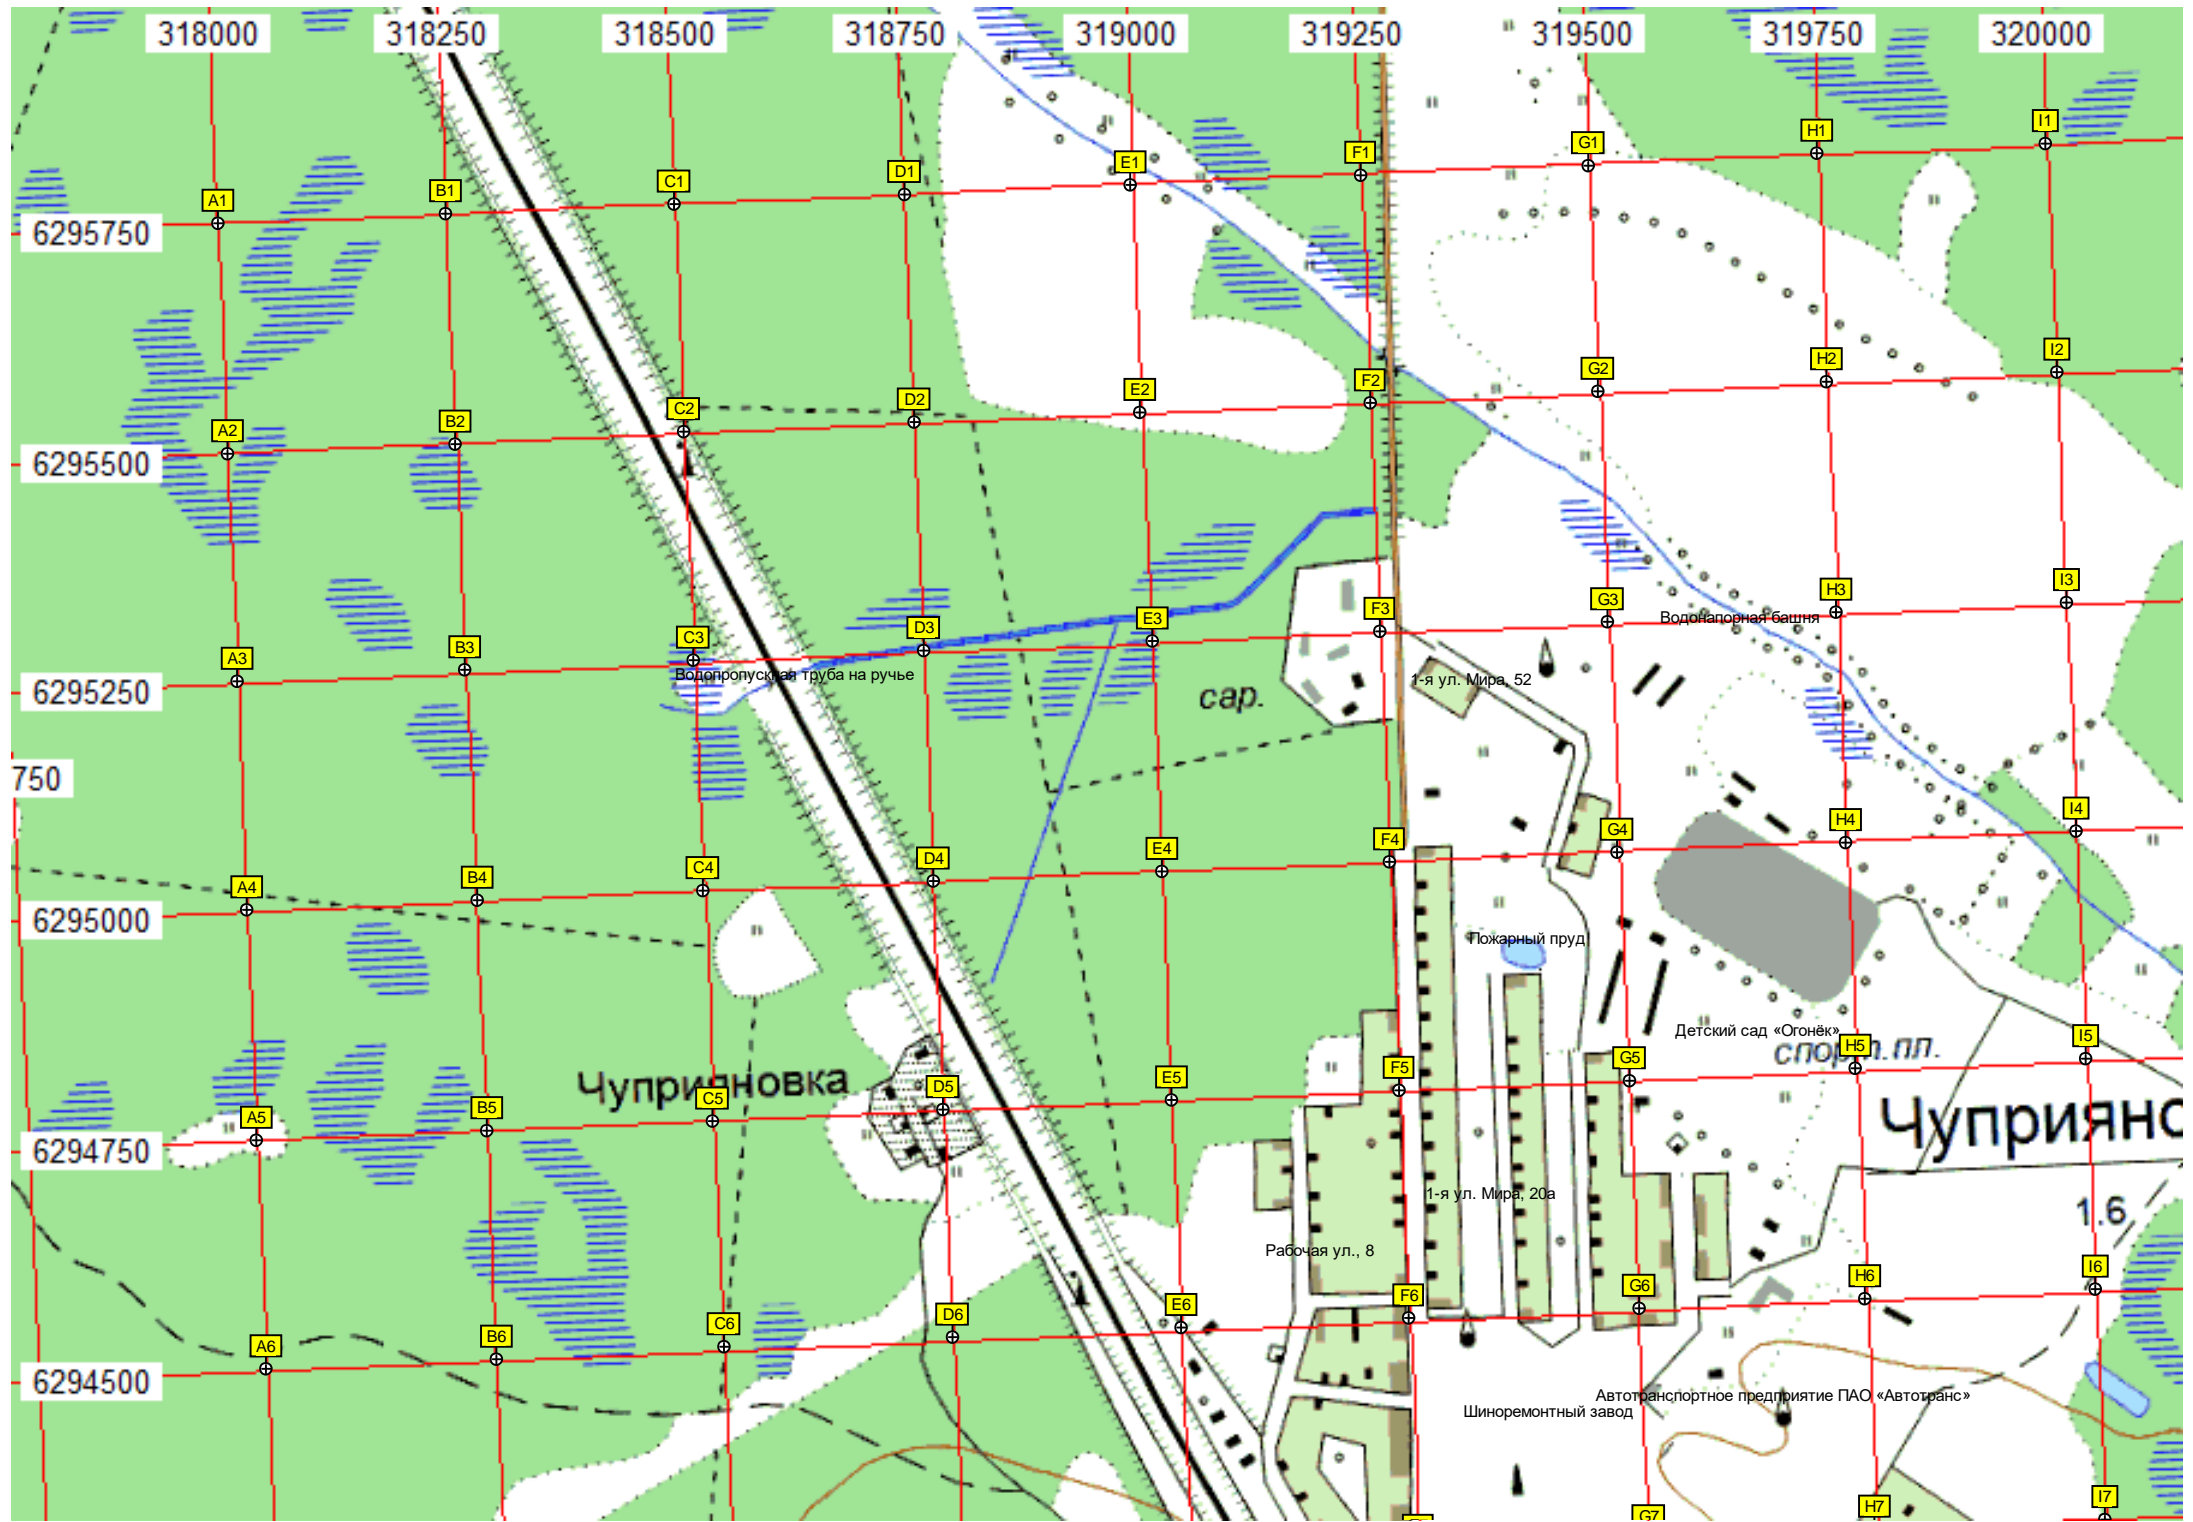 318000 318250 318500 318750 319000 319250 319500 319750 320000
A1 B1 C1 D1 E1 F1 G1 H1 I1
6295750
A2 B2 C2 D2 E2 F2 G2 H2 I2
6295500
A3 B3 C3 D3 E3 F3 G3 H3 I3
Водонапорная башня
Водопропускная труба на ручье
1-я ул. Мира, 52
6295250
сар.
750
A4 B4 C4 D4 E4 F4 G4 H4 I4
6295000
Пожарный пруд
Детский сад «Огонёк»
спорт.пл.
A5 B5 C5 D5 E5 F5 G5 H5 I5
Чуприяновка
Чуприяно
6294750
1-я ул. Мира, 20а
1.6
Рабочая ул., 8
A6 B6 C6 D6 E6 F6 G6 H6 I6
6294500
Автотранспортное предприятие ПАО «Автотранс»
Шиноремонтный завод
G7 H7 I7